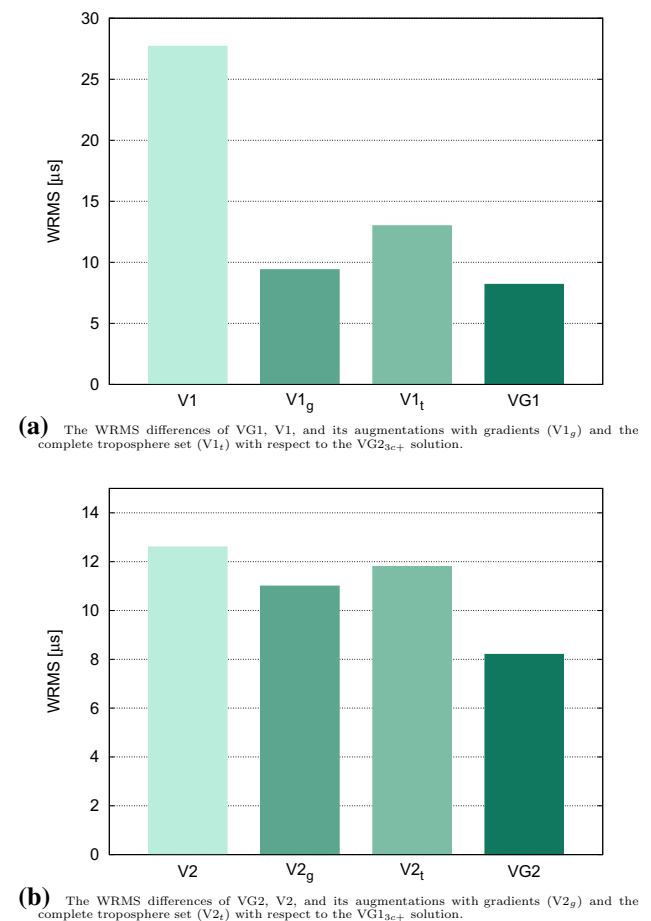 30
25
20
15
10
5
0
WRMS [µs]
V1 V1g V1t VG1
(a) The WRMS differences of VG1, V1, and its augmentations with gradients (V1g) and the
complete troposphere set (V1t) with respect to the VG23c+ solution.
14
12
10
8
6
4
2
0
WRMS [µs]
V2 V2g V2t VG2
(b) The WRMS differences of VG2, V2, and its augmentations with gradients (V2g) and the
complete troposphere set (V2t) with respect to the VG13c+ solution.